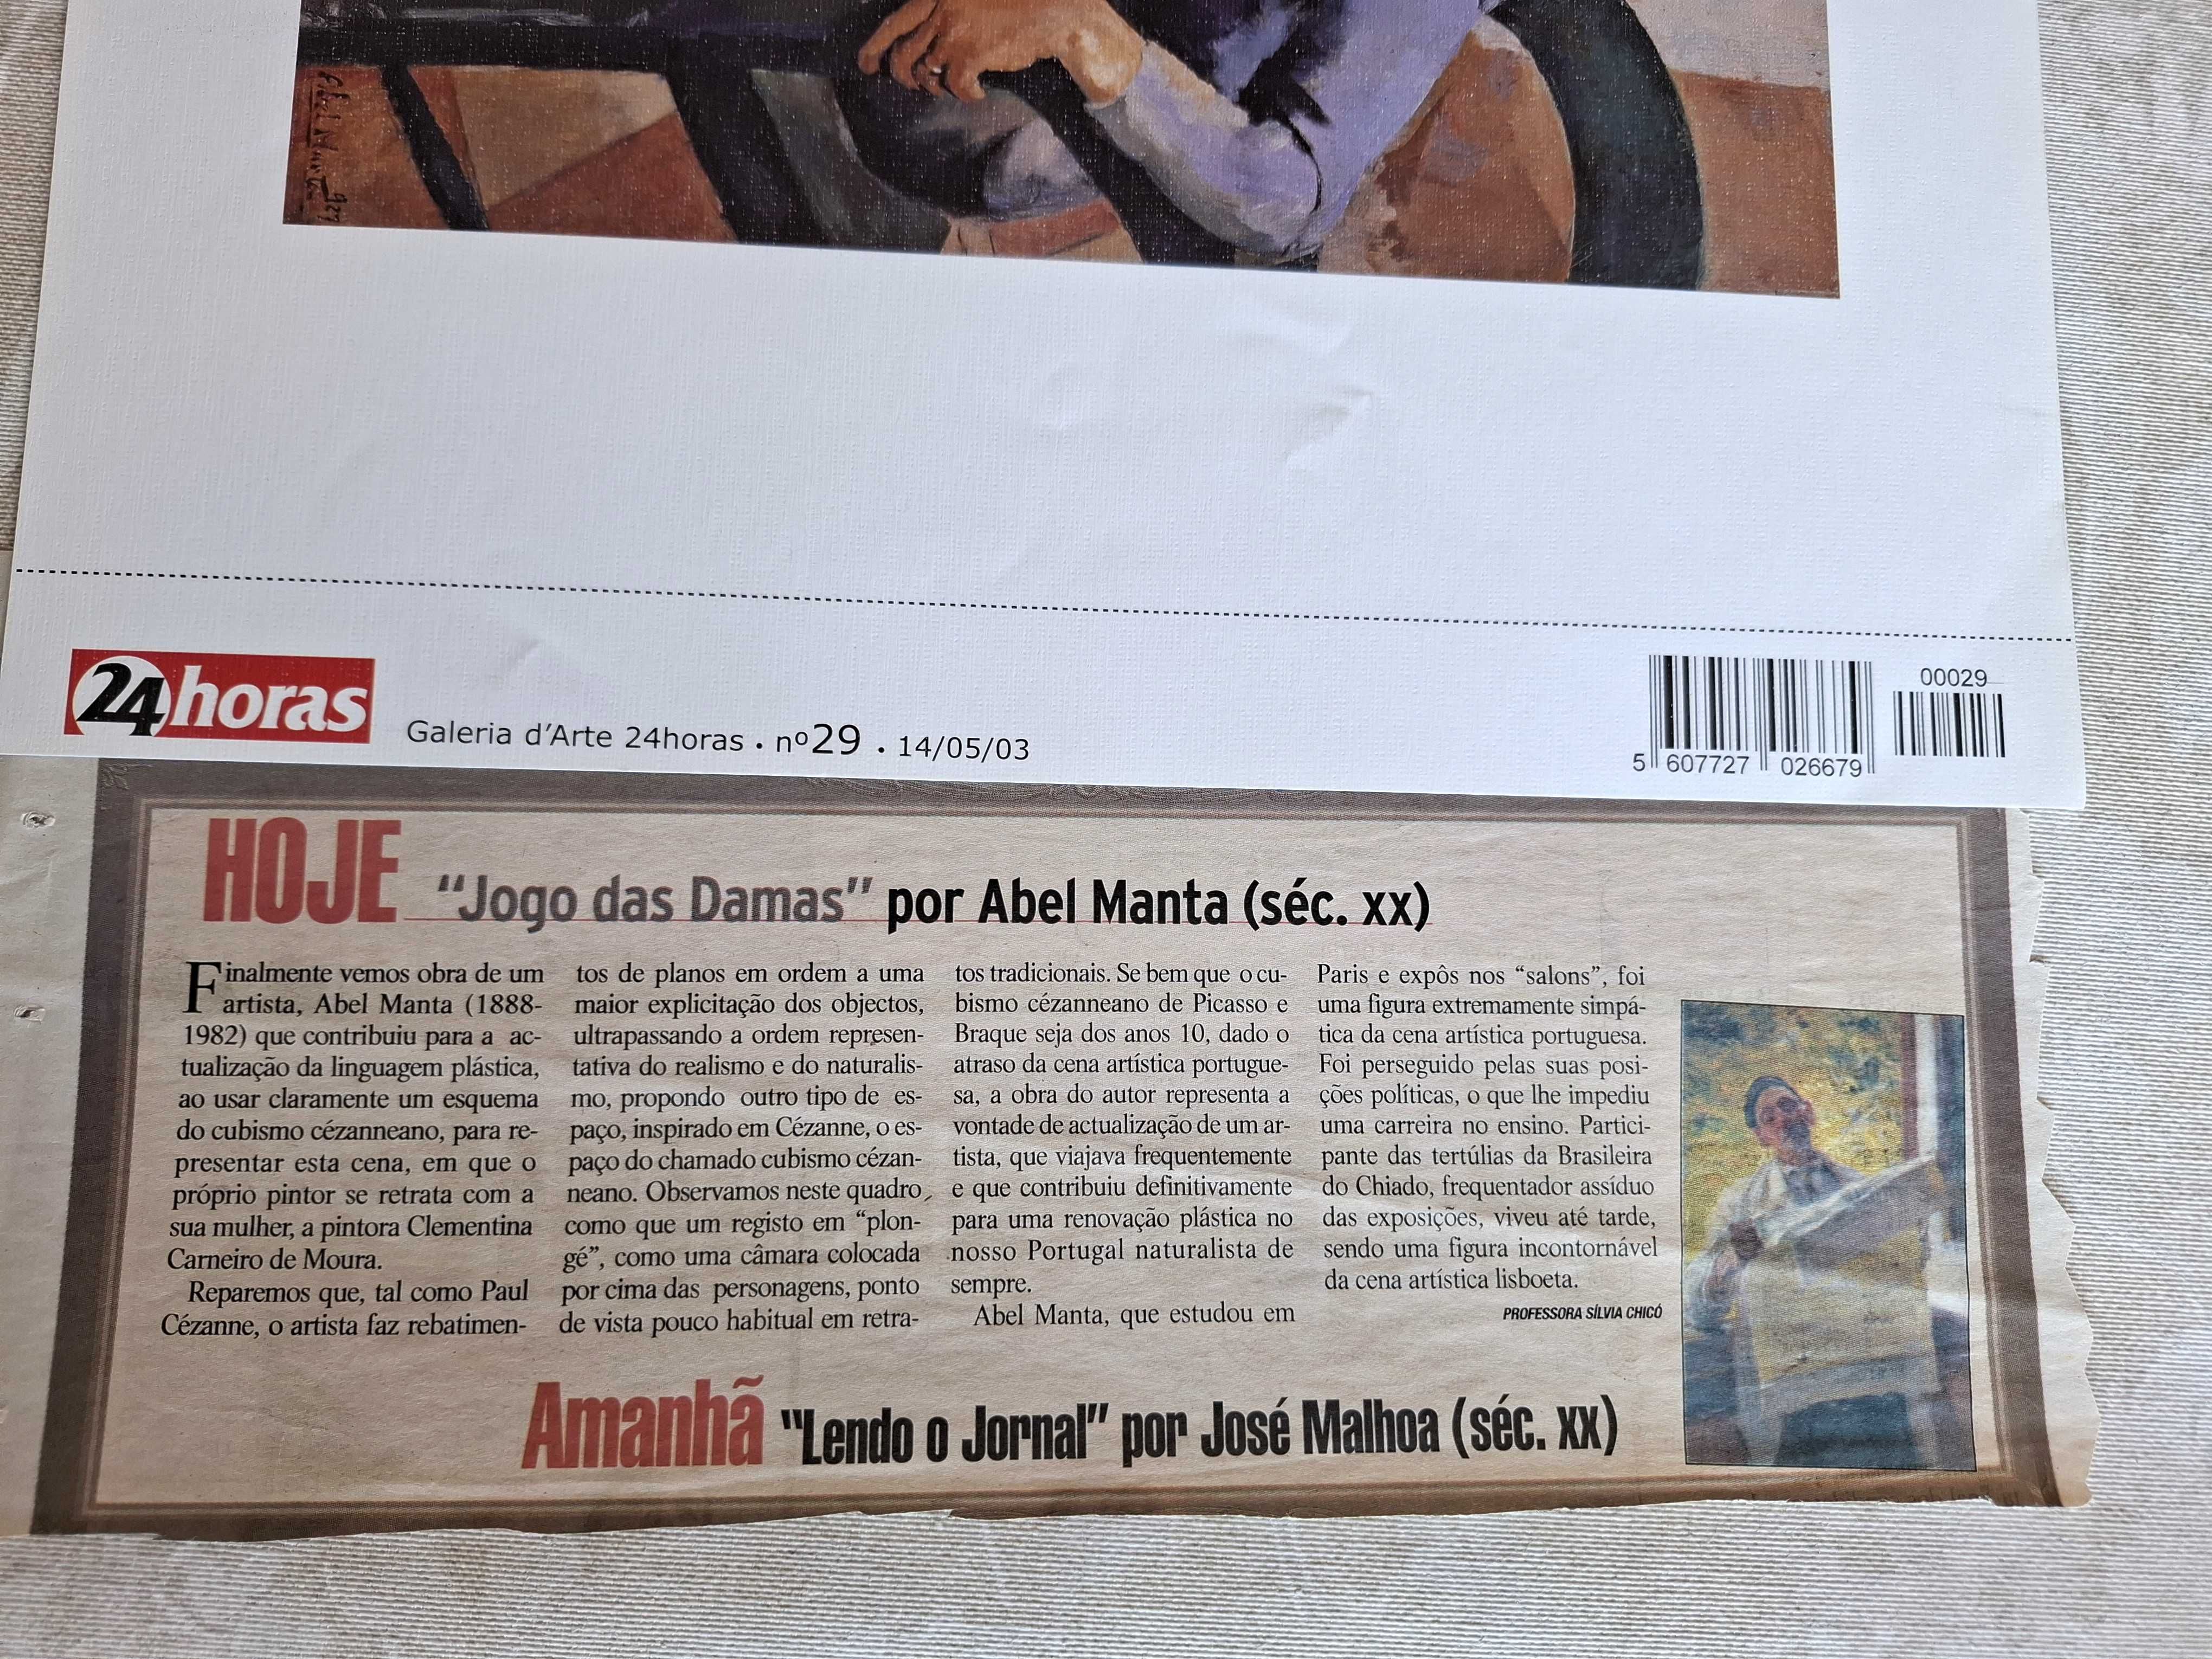 Abel Manta
24horas
Galeria d'Arte 24horas • nº29 • 14/05/03
00029
5 607727 026679
HOJE "Jogo das Damas" por Abel Manta (séc. xx)
Finalmente vemos obra de um
artista, Abel Manta (1888-
1982) que contribuiu para a ac-
tualização da linguagem plástica,
ao usar claramente um esquema
do cubismo cézanneano, para re-
presentar esta cena, em que o
próprio pintor se retrata com a
sua mulher, a pintora Clementina
Carneiro de Moura.
Reparemos que, tal como Paul
Cézanne, o artista faz rebatimen-
tos de planos em ordem a uma
maior explicitação dos objectos,
ultrapassando a ordem represen-
tativa do realismo e do naturalis-
mo, propondo outro tipo de es-
paço, inspirado em Cézanne, o es-
paço do chamado cubismo cézan-
neano. Observamos neste quadro,
como que um registo em "plon-
gé", como uma câmara colocada
por cima das personagens, ponto
de vista pouco habitual em retra-
tos tradicionais. Se bem que o cu-
bismo cézanneano de Picasso e
Braque seja dos anos 10, dado o
atraso da cena artística portugue-
sa, a obra do autor representa a
vontade de actualização de um ar-
tista, que viajava frequentemente
e que contribuiu definitivamente
para uma renovação plástica no
nosso Portugal naturalista de
sempre.
Abel Manta, que estudou em
Paris e expôs nos "salons", foi
uma figura extremamente simpá-
tica da cena artística portuguesa.
Foi perseguido pelas suas posi-
ções políticas, o que lhe impediu
uma carreira no ensino. Partici-
pante das tertúlias da Brasileira
do Chiado, frequentador assíduo
das exposições, viveu até tarde,
sendo uma figura incontornável
da cena artística lisboeta.
PROFESSORA SÍLVIA CHICÓ
Amanhã "Lendo o Jornal" por José Malhoa (séc. xx)